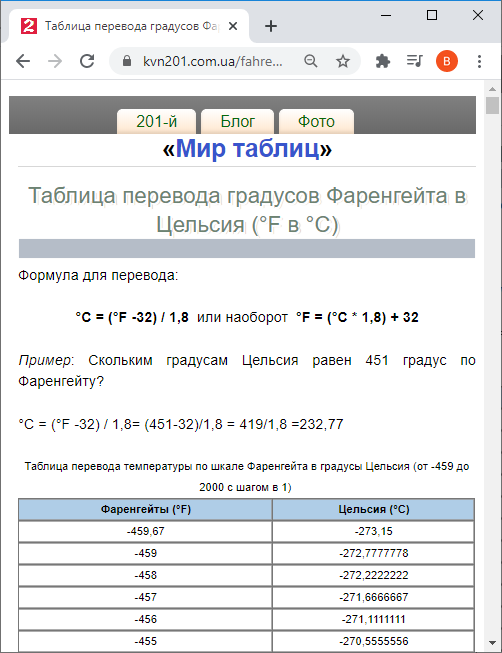 Таблица перевода градусов Фар
kvn201.com.ua/fahre...
B
201-й Блог Фото
«Мир таблиц»
Таблица перевода градусов Фаренгейта в
Цельсия (°F в °C)
Формула для перевода:
°C = (°F -32) / 1,8 или наоборот °F = (°C * 1,8) + 32
Пример: Скольким градусам Цельсия равен 451 градус по
Фаренгейту?
°C = (°F -32) / 1,8= (451-32)/1,8 = 419/1,8 =232,77
Таблица перевода температуры по шкале Фаренгейта в градусы Цельсия (от -459 до
2000 с шагом в 1)
Фаренгейты (°F) Цельсия (°C)
-459,67 -273,15
-459 -272,7777778
-458 -272,2222222
-457 -271,6666667
-456 -271,1111111
-455 -270,5555556